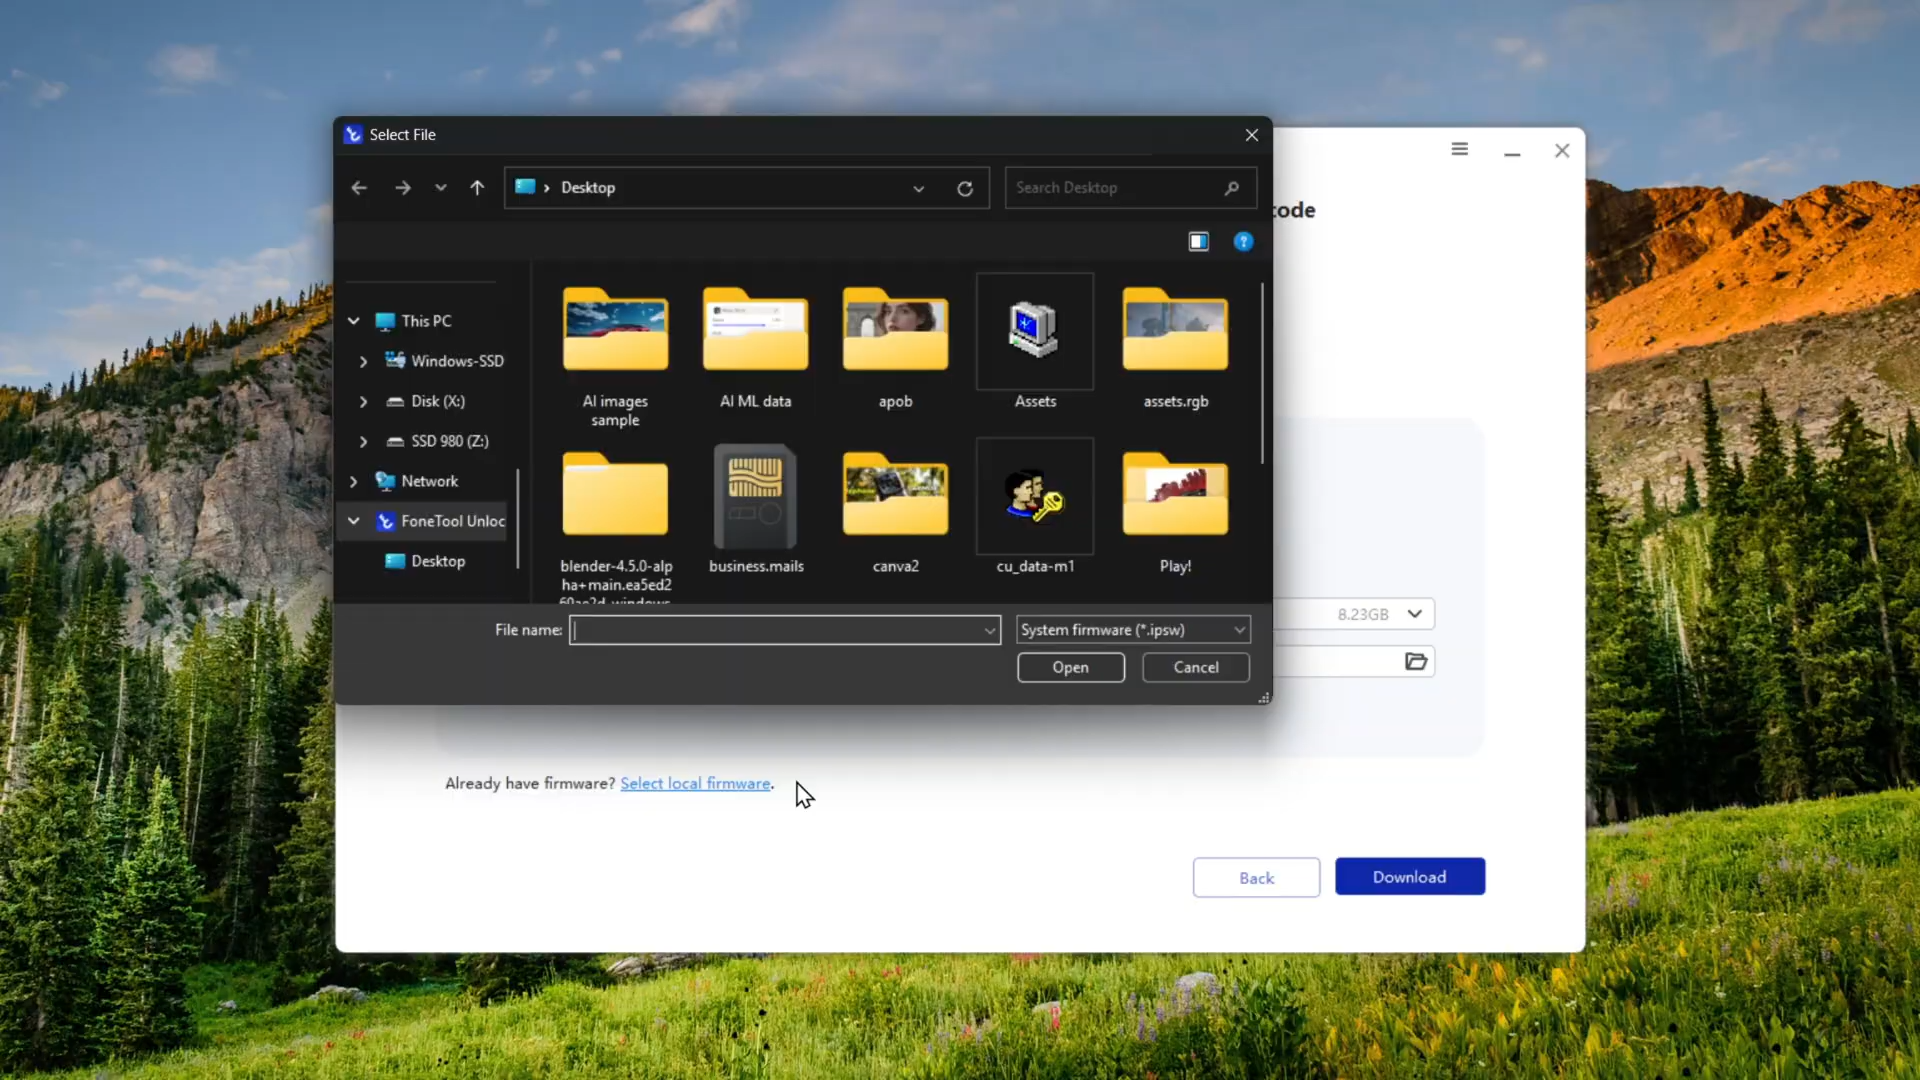 Select File
Desktop
Search Desktop
code
This PC
Windows-SSD
Disk (X:)
SSD 980 (Z:)
Network
FoneTool Unloc
Desktop
AI images
sample
AI ML data
apob
Assets
assets.rgb
blender-4.5.0-alp
ha+main.ea5ed2
business.mails
canva2
cu_data-m1
Play!
File name:
System firmware (*.ipsw)
8.23GB
Open
Cancel
Already have firmware? Select local firmware.
Back
Download